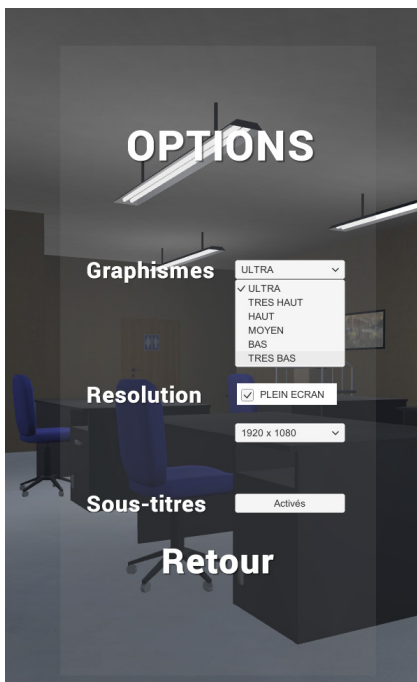 OPTIONS
Graphismes
ULTRA
ULTRA
TRES HAUT
HAUT
MOYEN
BAS
TRES BAS
Resolution
PLEIN ECRAN
1920 x 1080
Sous-titres
Activés
Retour